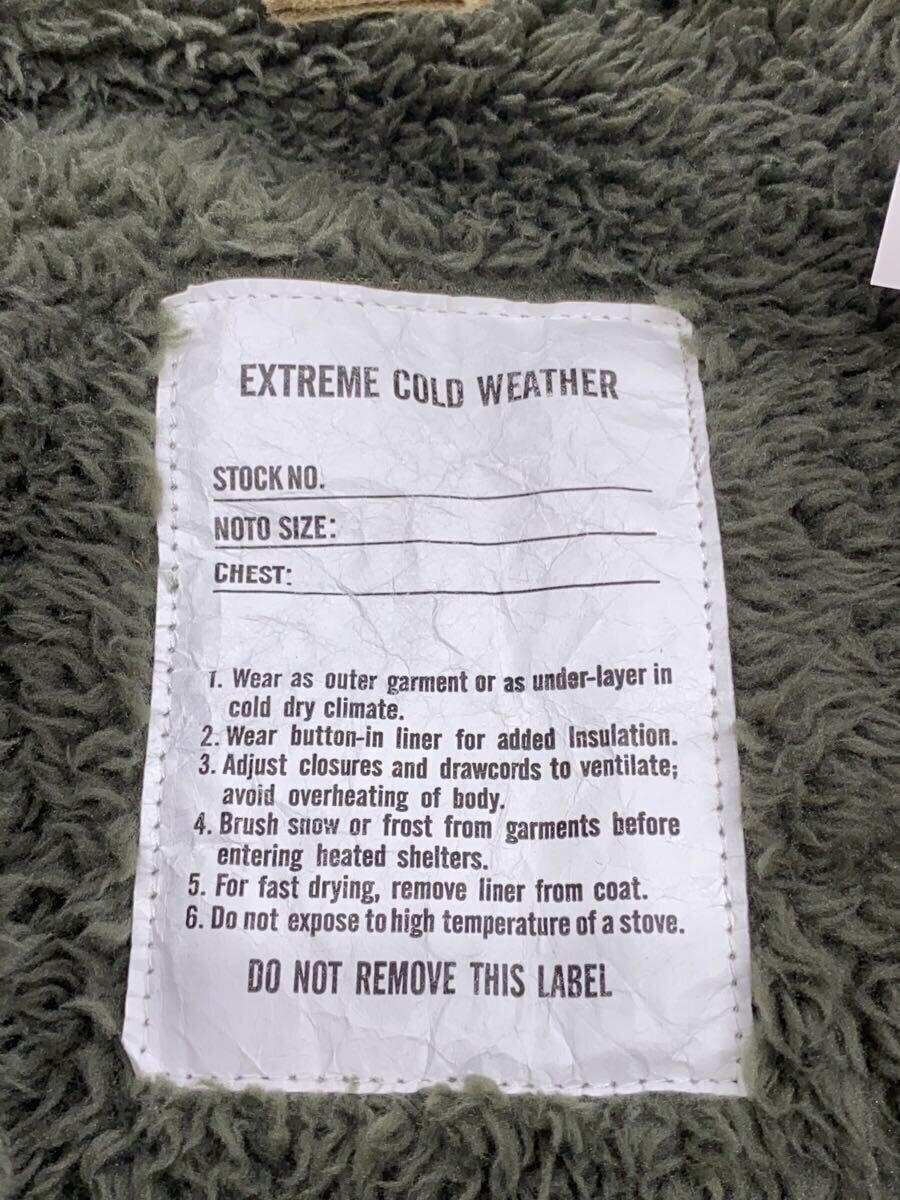 EXTREME COLD WEATHER
STOCK NO.
NOTO SIZE:
CHEST:
1. Wear as outer garment or as under-layer in
cold dry climate.
2. Wear button-in liner for added Insulation.
3. Adjust closures and drawcords to ventilate;
avoid overheating of body.
4. Brush snow or frost from garments before
entering heated shelters.
5. For fast drying, remove liner from coat.
6. Do not expose to high temperature of a stove.
DO NOT REMOVE THIS LABEL